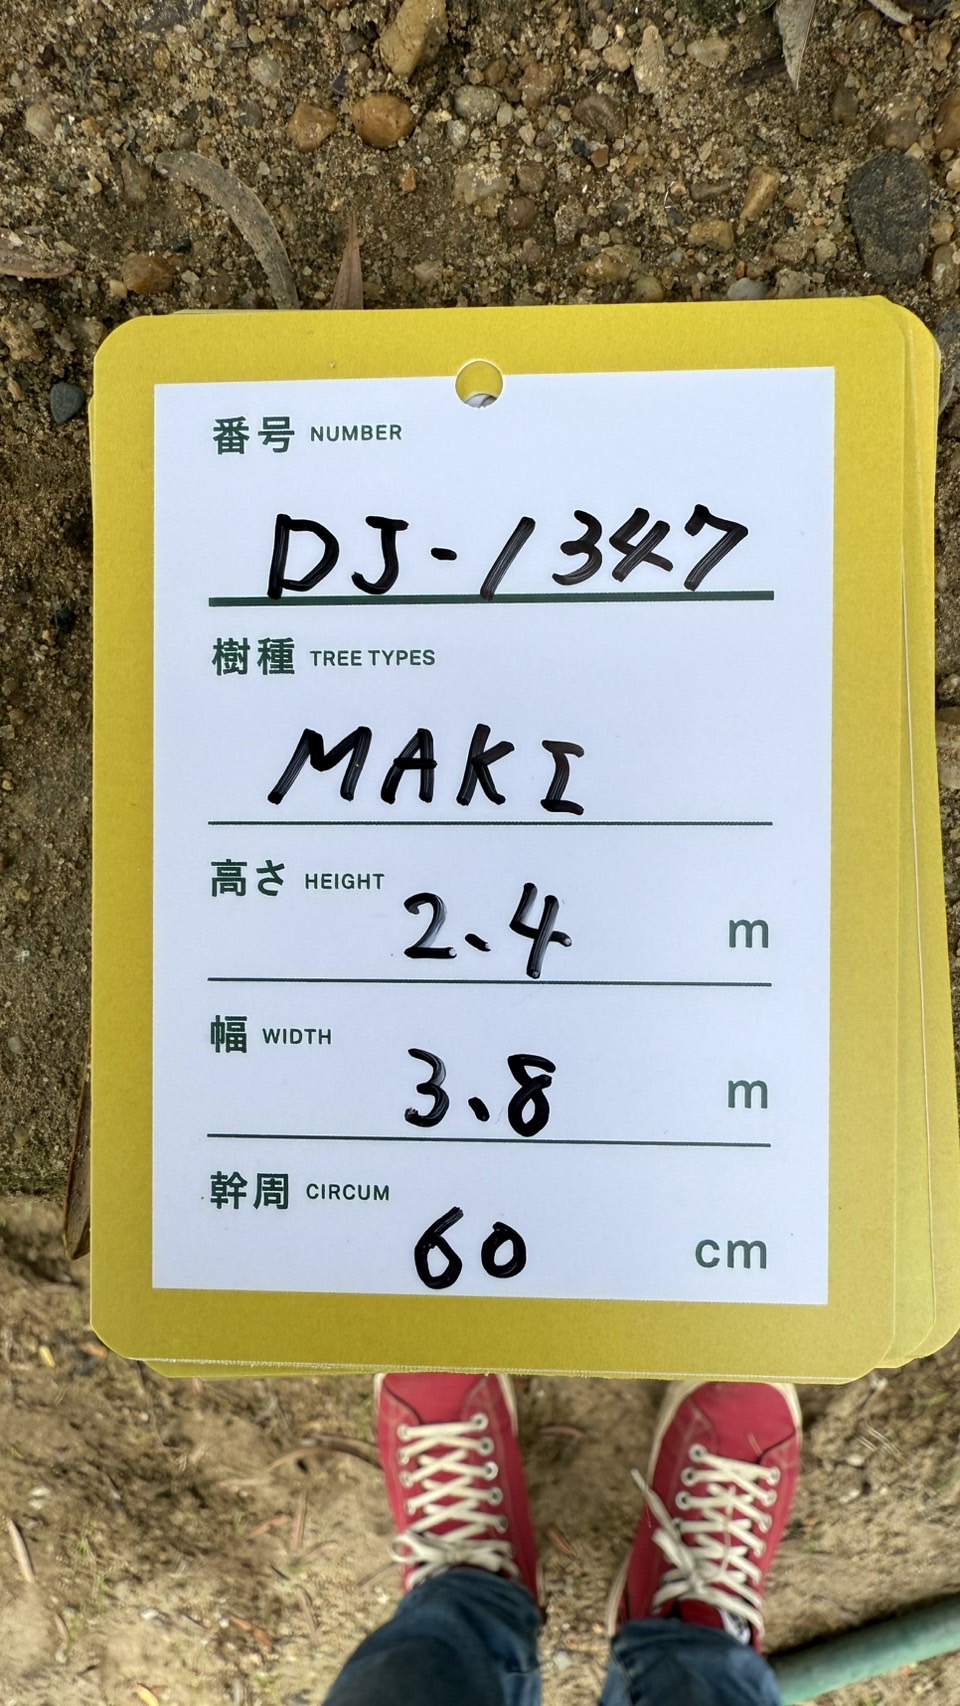 番号 NUMBER
DJ-1347
樹種 TREE TYPES
MAKI
高さ HEIGHT
2.4 m
幅 WIDTH
3.8 m
幹周 CIRCUM
60 cm